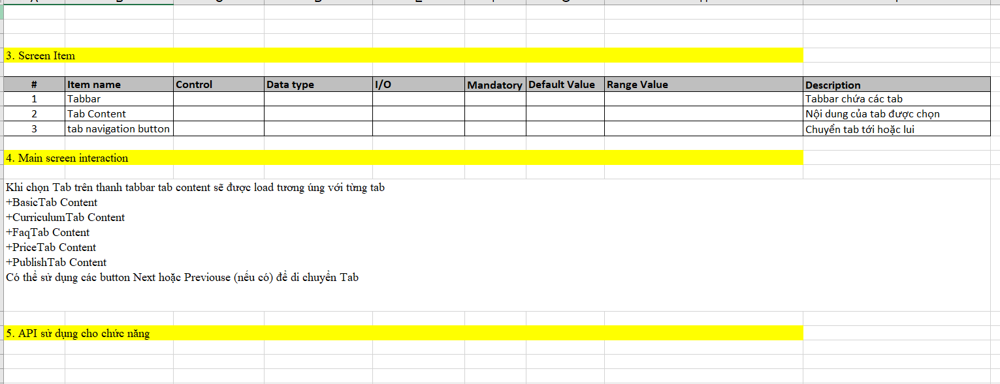 3. Screen Item
# Item name Control Data type I/O Mandatory Default Value Range Value Description
1 Tabbar Tabbar chứa các tab
2 Tab Content Nội dung của tab được chọn
3 tab navigation button Chuyển tab tới hoặc lui
4. Main screen interaction
Khi chọn Tab trên thanh tabbar tab content sẽ được load tương úng với từng tab
+BasicTab Content
+CurriculumTab Content
+FaqTab Content
+PriceTab Content
+PublishTab Content
Có thể sử dụng các button Next hoặc Previouse (nếu có) để di chuyển Tab
5. API sử dụng cho chức năng